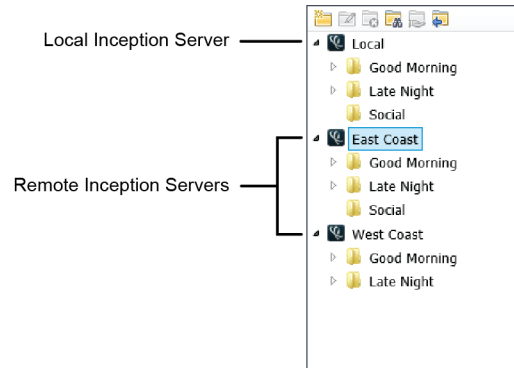 Local Inception Server
Local
Good Morning
Late Night
Social
East Coast
Good Morning
Remote Inception Servers
Late Night
Social
West Coast
Good Morning
Late Night